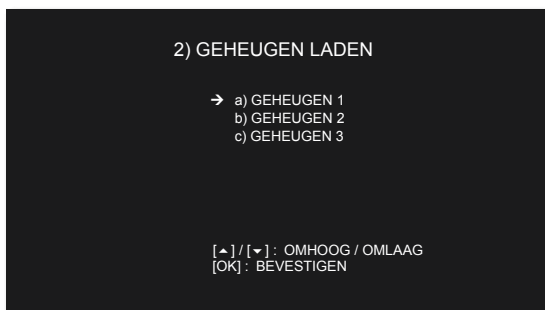 2) GEHEUGEN LADEN
➔ a) GEHEUGEN 1
b) GEHEUGEN 2
c) GEHEUGEN 3
[▲] / [▼] : OMHOOG / OMLAAG
[OK] : BEVESTIGEN